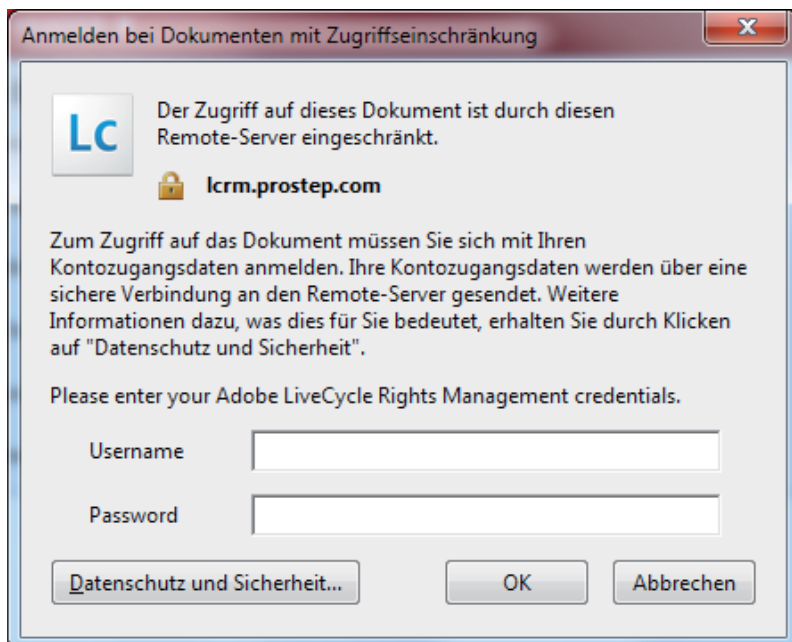 Anmelden bei Dokumenten mit Zugriffseinschränkung
Lc
Der Zugriff auf dieses Dokument ist durch diesen
Remote-Server eingeschränkt.
lcrm.prostep.com
Zum Zugriff auf das Dokument müssen Sie sich mit Ihren
Kontozugangsdaten anmelden. Ihre Kontozugangsdaten werden über eine
sichere Verbindung an den Remote-Server gesendet. Weitere
Informationen dazu, was dies für Sie bedeutet, erhalten Sie durch Klicken
auf "Datenschutz und Sicherheit".
Please enter your Adobe LiveCycle Rights Management credentials.
Username
Password
Datenschutz und Sicherheit...
OK
Abbrechen